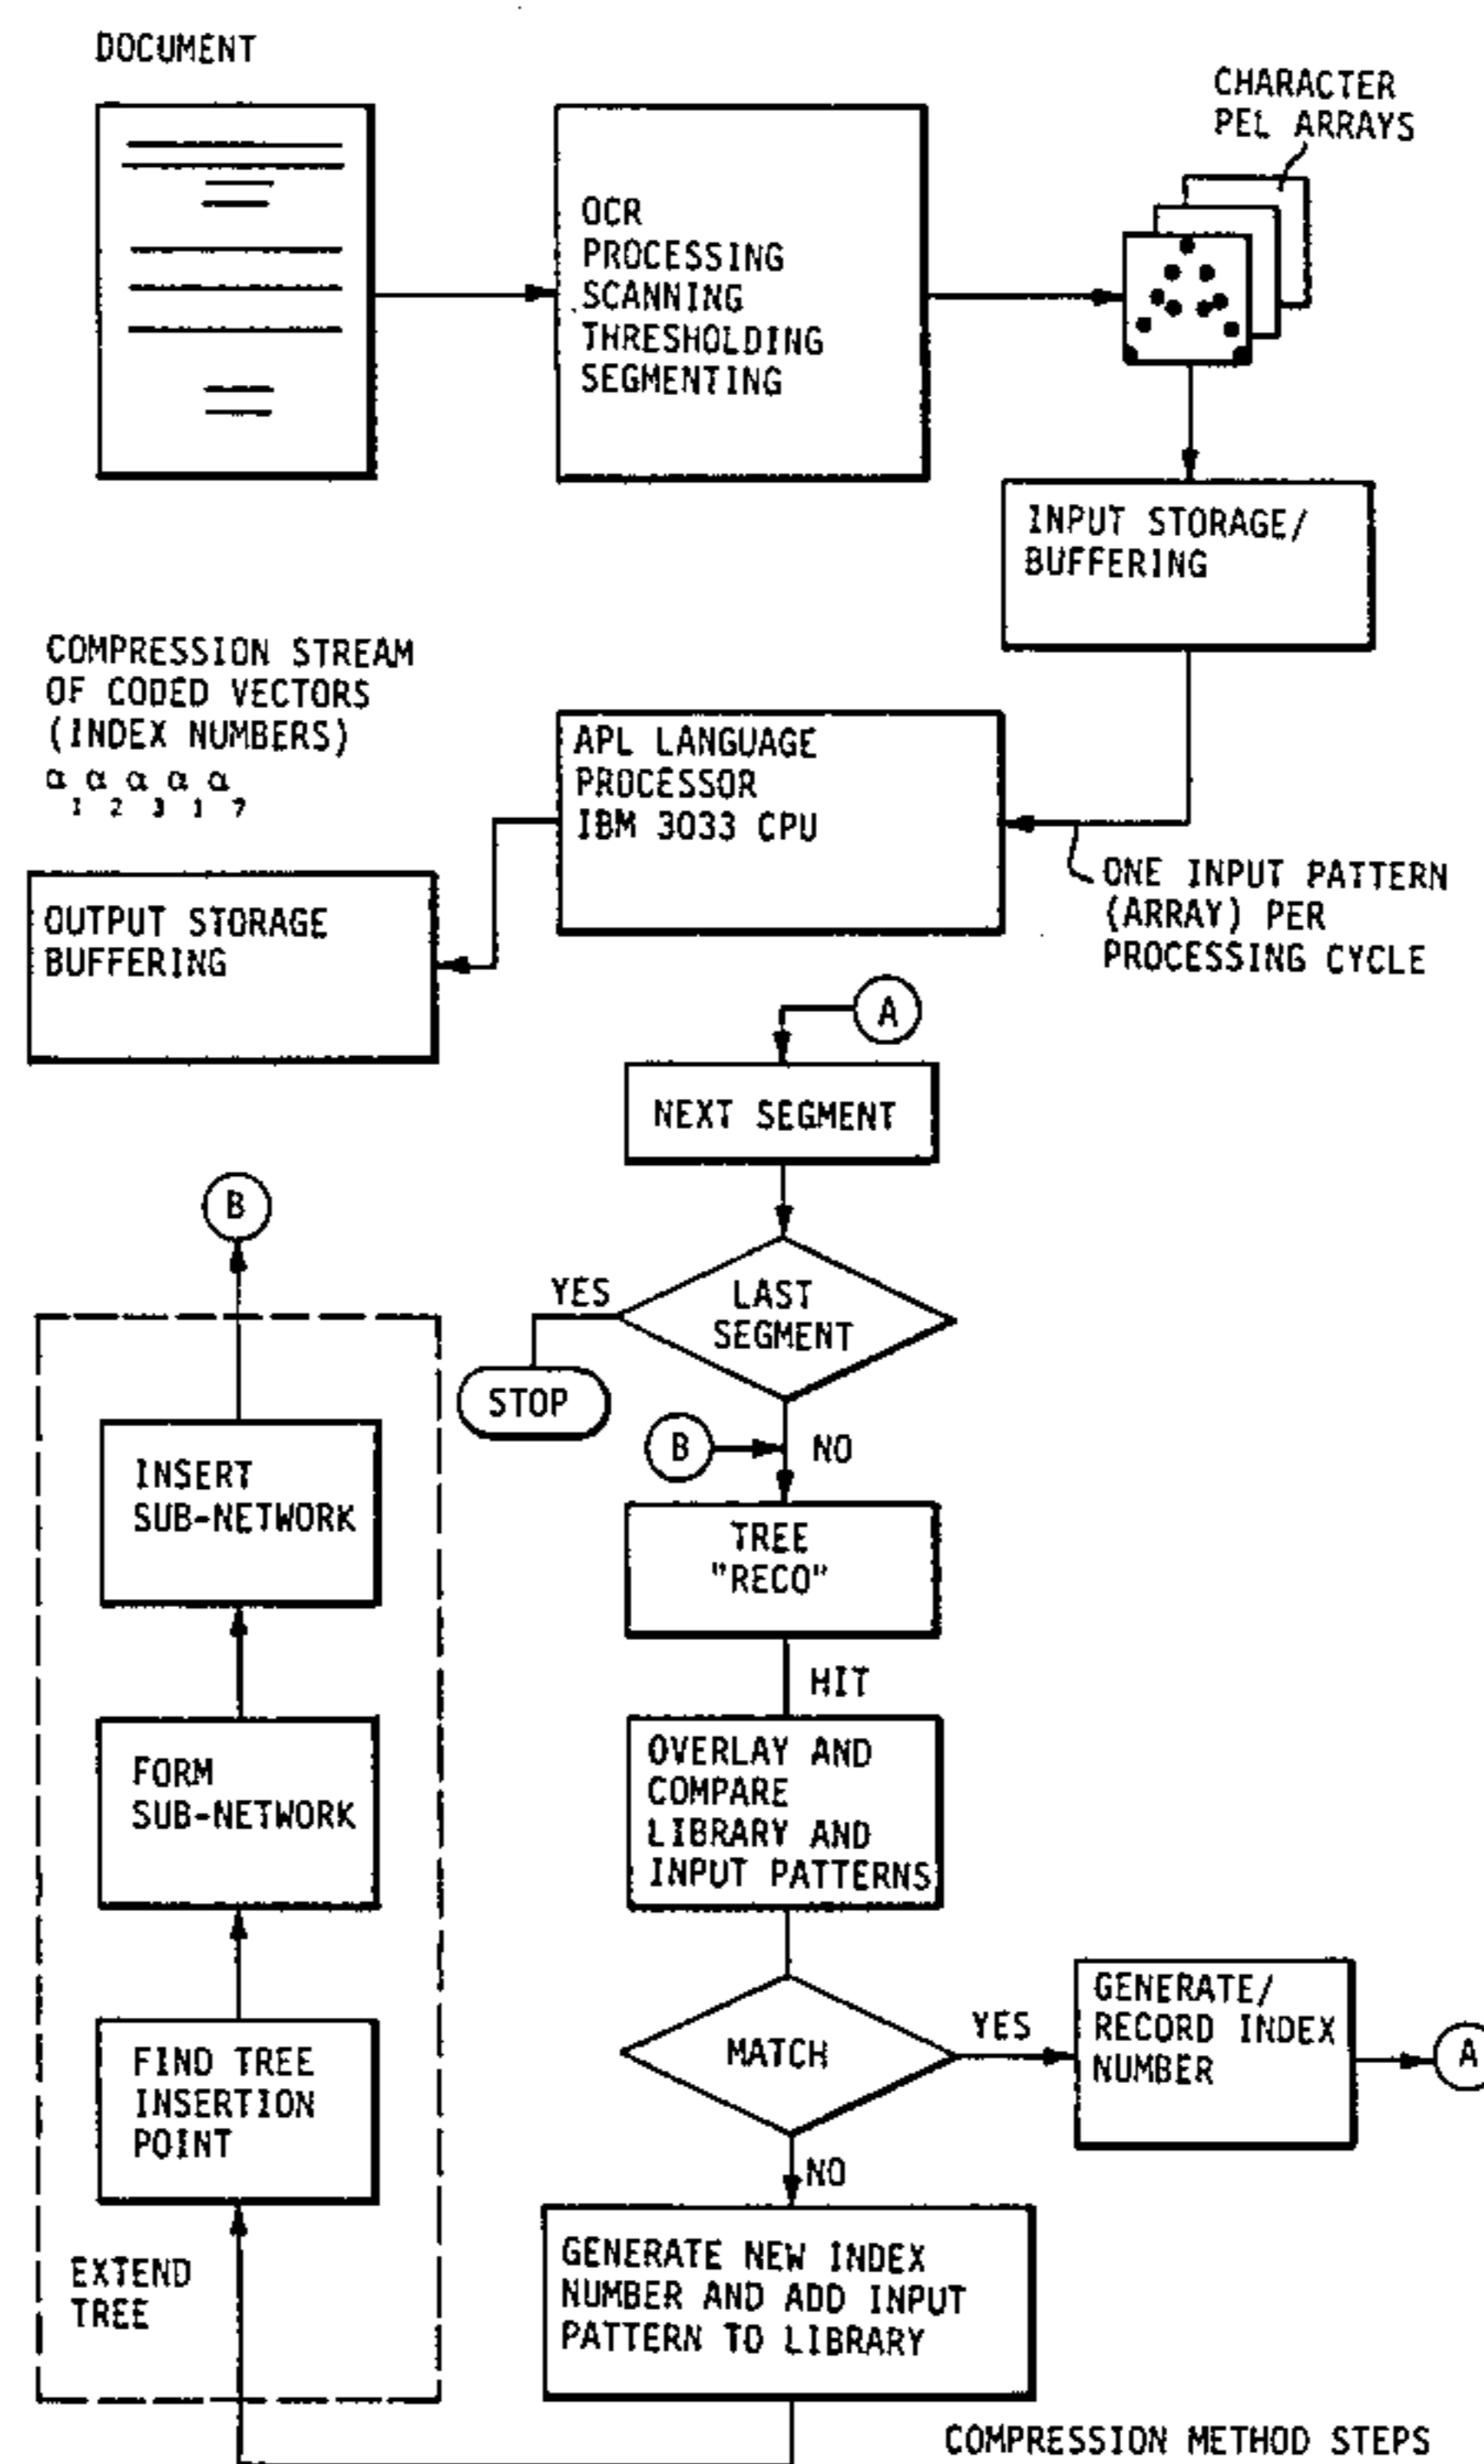 DOCUMENT
CHARACTER
PEL ARRAYS
OCR
PROCESSING
SCANNING
THRESHOLDING
SEGMENTING
INPUT STORAGE/
BUFFERING
COMPRESSION STREAM
OF CODED VECTORS
(INDEX NUMBERS)
α α α α α
1 2 3 1 7
APL LANGUAGE
PROCESSOR
IBM 3033 CPU
ONE INPUT PATTERN
(ARRAY) PER
PROCESSING CYCLE
OUTPUT STORAGE
BUFFERING
A
NEXT SEGMENT
B
YES
LAST
SEGMENT
STOP
B
NO
INSERT
SUB-NETWORK
TREE
"RECO"
HIT
FORM
SUB-NETWORK
OVERLAY AND
COMPARE
LIBRARY AND
INPUT PATTERNS
FIND TREE
INSERTION
POINT
MATCH
YES
GENERATE/
RECORD INDEX
NUMBER
A
NO
EXTEND
TREE
GENERATE NEW INDEX
NUMBER AND ADD INPUT
PATTERN TO LIBRARY
COMPRESSION METHOD STEPS